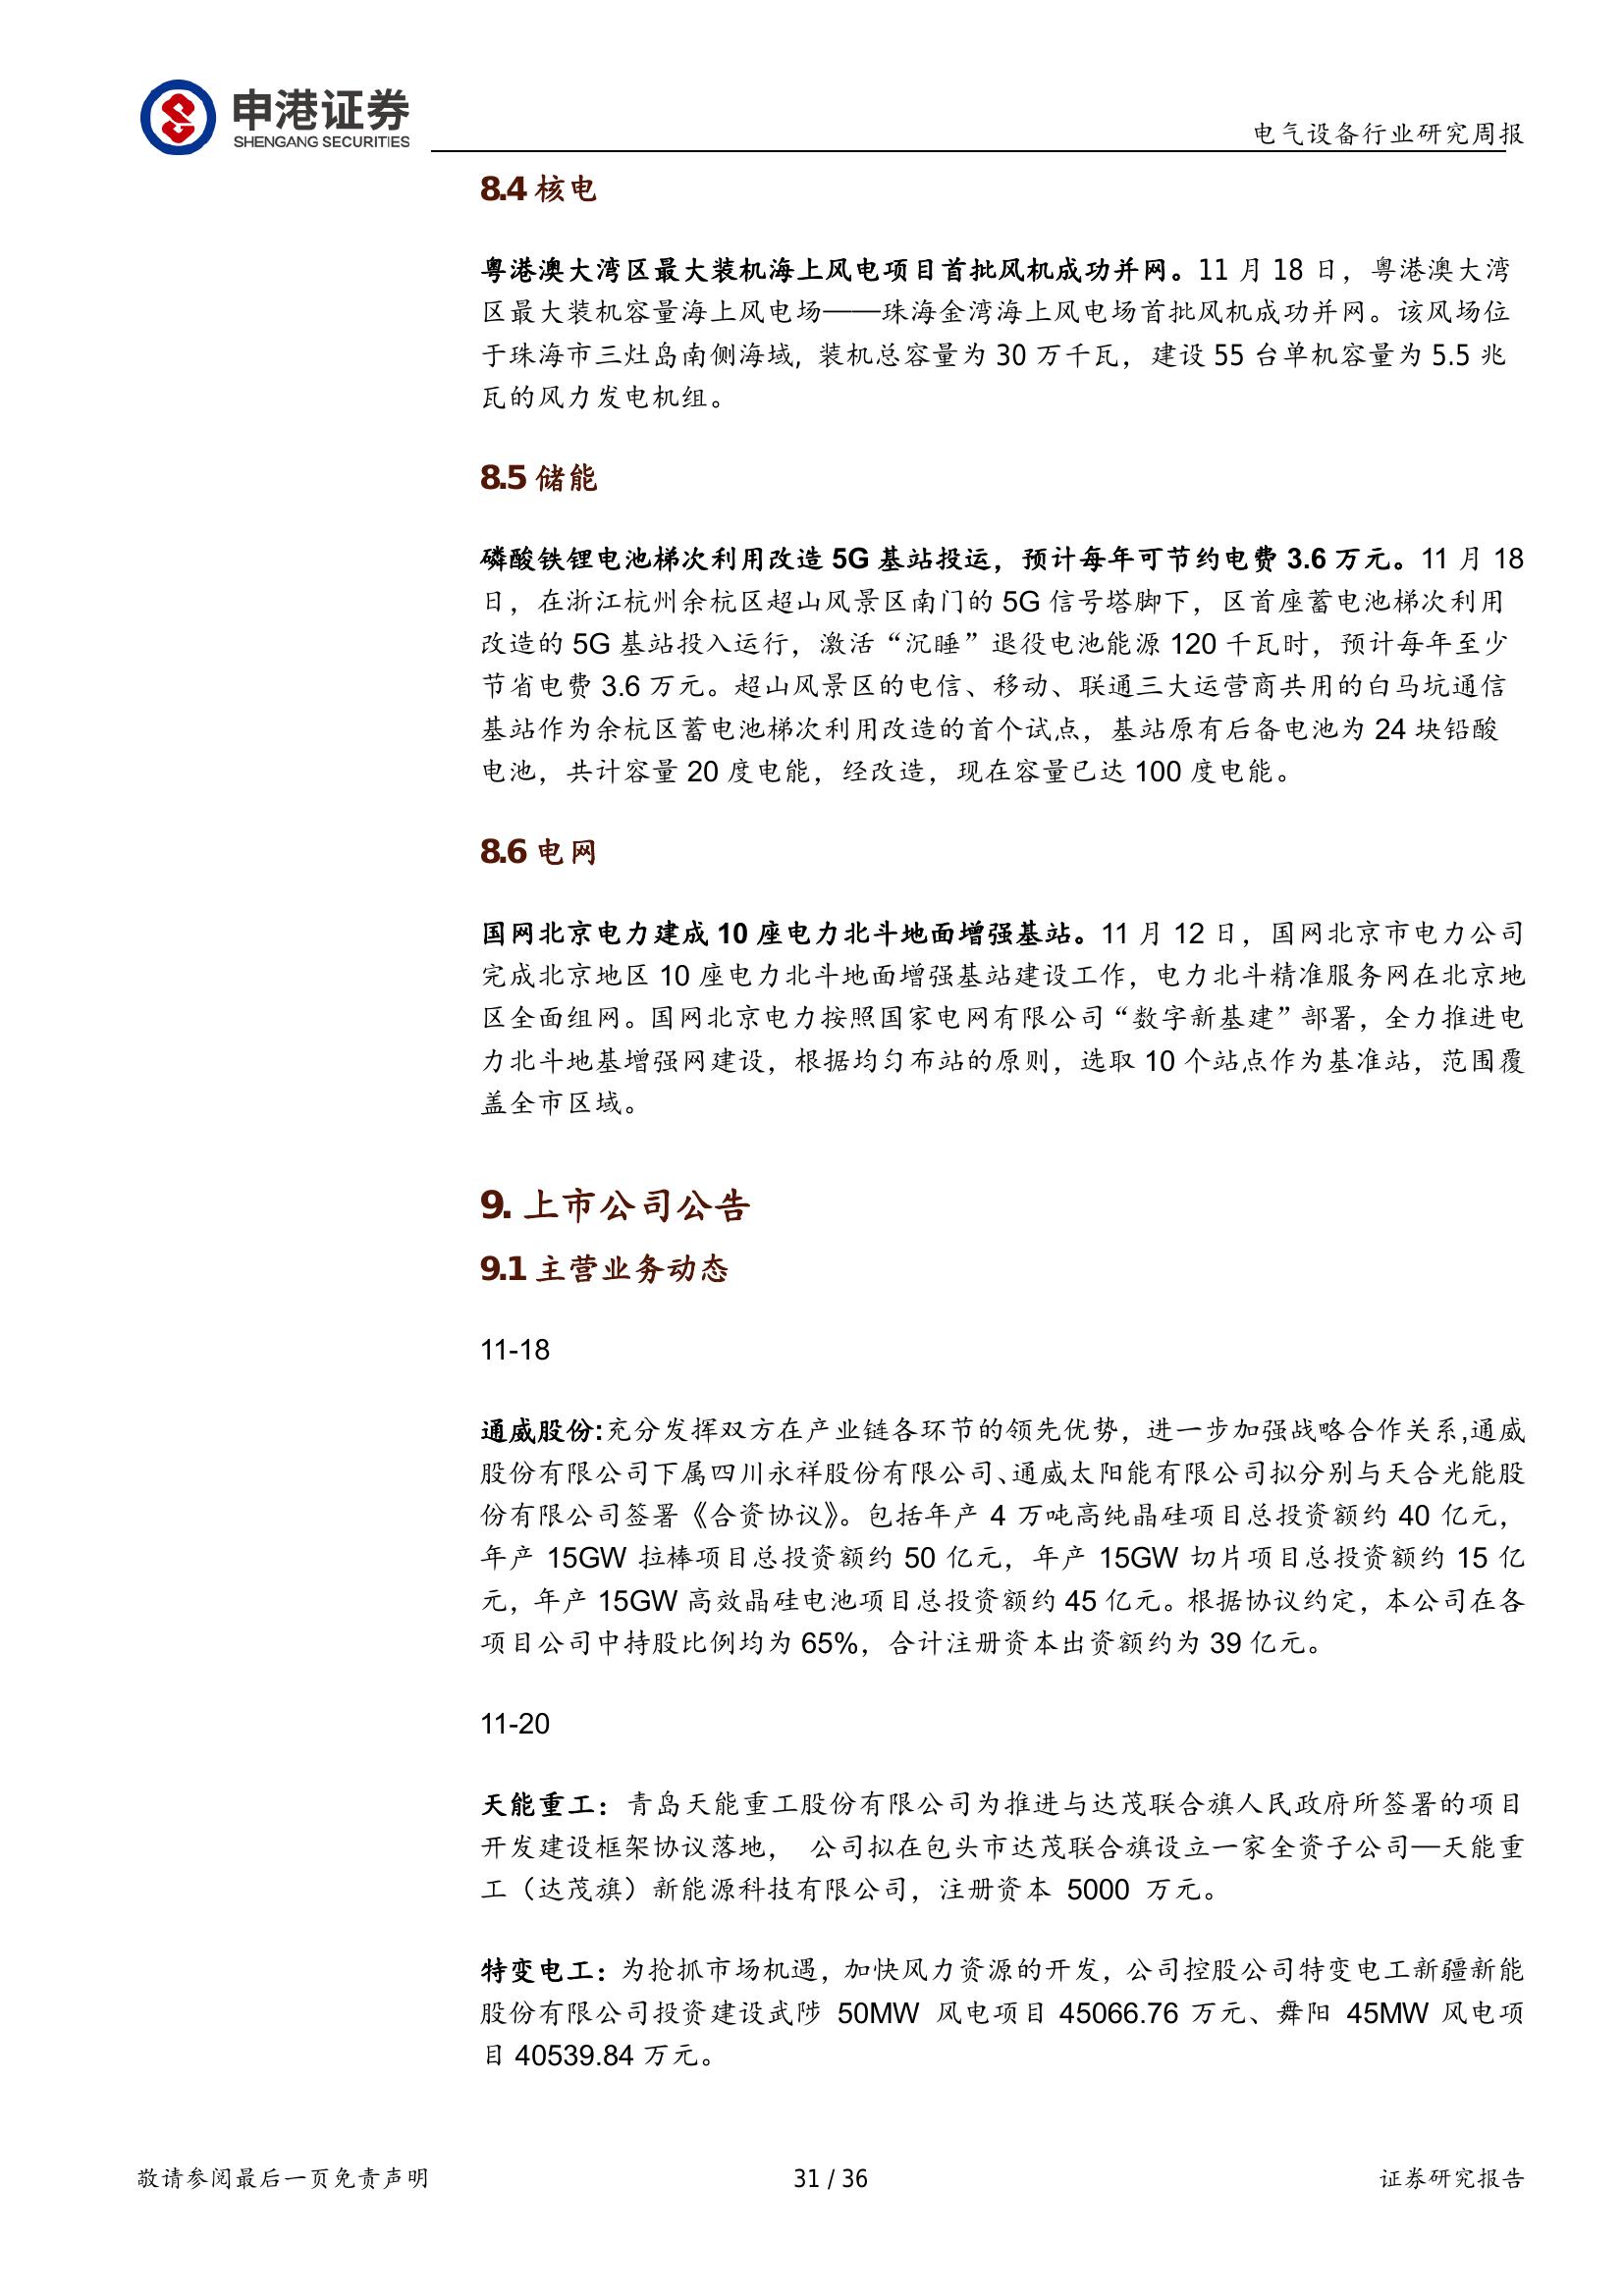 申港证券
SHENGANG SECURITIES
电气设备行业研究周报
8.4 核电
粤港澳大湾区最大装机海上风电项目首批风机成功并网。11 月 18 日，粤港澳大湾
区最大装机容量海上风电场——珠海金湾海上风电场首批风机成功并网。该风场位
于珠海市三灶岛南侧海域, 装机总容量为 30 万千瓦，建设 55 台单机容量为 5.5 兆
瓦的风力发电机组。
8.5 储能
磷酸铁锂电池梯次利用改造 5G 基站投运，预计每年可节约电费 3.6 万元。11 月 18
日，在浙江杭州余杭区超山风景区南门的 5G 信号塔脚下，区首座蓄电池梯次利用
改造的 5G 基站投入运行，激活“沉睡”退役电池能源 120 千瓦时，预计每年至少
节省电费 3.6 万元。超山风景区的电信、移动、联通三大运营商共用的白马坑通信
基站作为余杭区蓄电池梯次利用改造的首个试点，基站原有后备电池为 24 块铅酸
电池，共计容量 20 度电能，经改造，现在容量已达 100 度电能。
8.6 电网
国网北京电力建成 10 座电力北斗地面增强基站。11 月 12 日，国网北京市电力公司
完成北京地区 10 座电力北斗地面增强基站建设工作，电力北斗精准服务网在北京地
区全面组网。国网北京电力按照国家电网有限公司“数字新基建”部署，全力推进电
力北斗地基增强网建设，根据均匀布站的原则，选取 10 个站点作为基准站，范围覆
盖全市区域。
9. 上市公司公告
9.1 主营业务动态
11-18
通威股份:充分发挥双方在产业链各环节的领先优势，进一步加强战略合作关系,通威
股份有限公司下属四川永祥股份有限公司、通威太阳能有限公司拟分别与天合光能股
份有限公司签署《合资协议》。包括年产 4 万吨高纯晶硅项目总投资额约 40 亿元，
年产 15GW 拉棒项目总投资额约 50 亿元，年产 15GW 切片项目总投资额约 15 亿
元，年产 15GW 高效晶硅电池项目总投资额约 45 亿元。根据协议约定，本公司在各
项目公司中持股比例均为 65%，合计注册资本出资额约为 39 亿元。
11-20
天能重工：青岛天能重工股份有限公司为推进与达茂联合旗人民政府所签署的项目
开发建设框架协议落地， 公司拟在包头市达茂联合旗设立一家全资子公司—天能重
工（达茂旗）新能源科技有限公司，注册资本 5000 万元。
特变电工：为抢抓市场机遇，加快风力资源的开发，公司控股公司特变电工新疆新能
股份有限公司投资建设武陟 50MW 风电项目 45066.76 万元、舞阳 45MW 风电项
目 40539.84 万元。
敬请参阅最后一页免责声明
31 / 36
证券研究报告